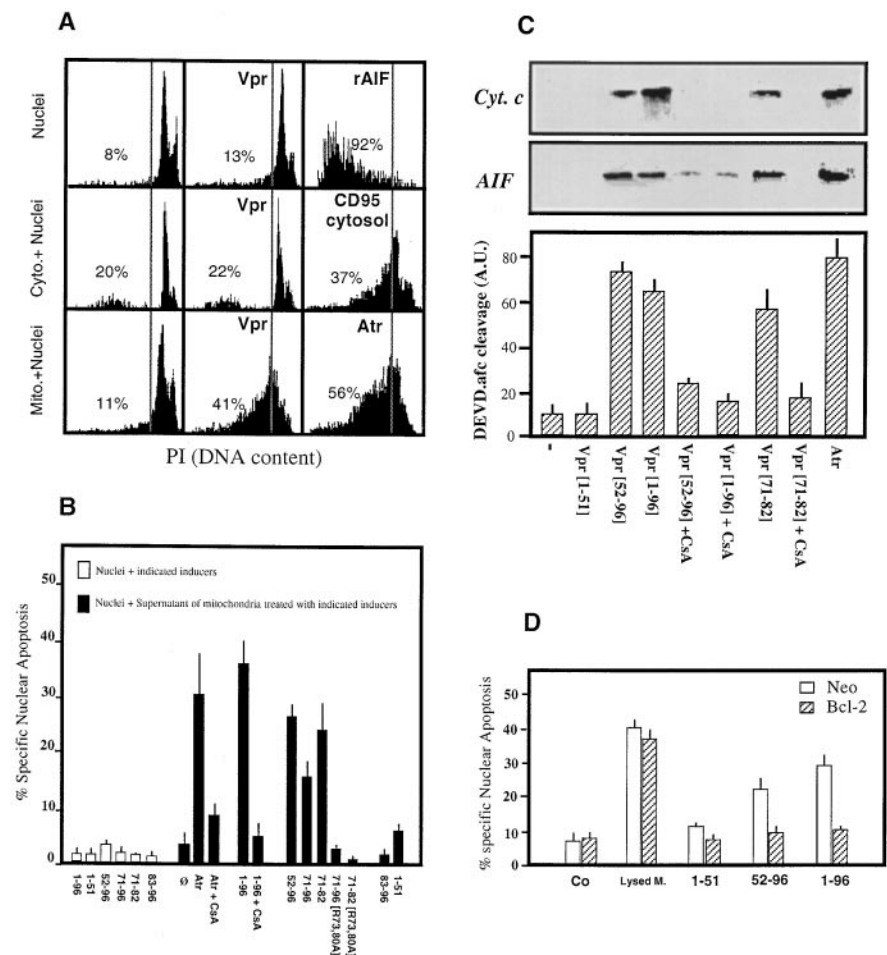 A
Nuclei
8%
Vpr
13%
rAIF
92%
Cyto.+ Nuclei
20%
Vpr
22%
CD95
cytosol
37%
Mito.+Nuclei
11%
Vpr
41%
Atr
56%
PI (DNA content)
B
% Specific Nuclear Apoptosis
50
40
30
20
10
0
Nuclei + indicated inducers
Nuclei + Supernatant of mitochondria treated with indicated inducers
1-96
1-51
52-96
71-96
71-82
83-96
Ø
Atr
Atr + CsA
1-96
1-96 + CsA
52-96
71-96
71-82
71-96 [R73,80A]
71-82 [R73,80A]
83-96
1-51
C
Cyt. c
AIF
DEVD.afc cleavage (A.U.)
80
60
40
20
0
-
Vpr [1-51]
Vpr [52-96]
Vpr [1-96]
Vpr [52-96] +CsA
Vpr [1-96] + CsA
Vpr [71-82]
Vpr [71-82] + CsA
Atr
D
% specific Nuclear Apoptosis
50
40
30
20
10
0
Neo
Bcl-2
Co
Lysed M.
1-51
52-96
1-96